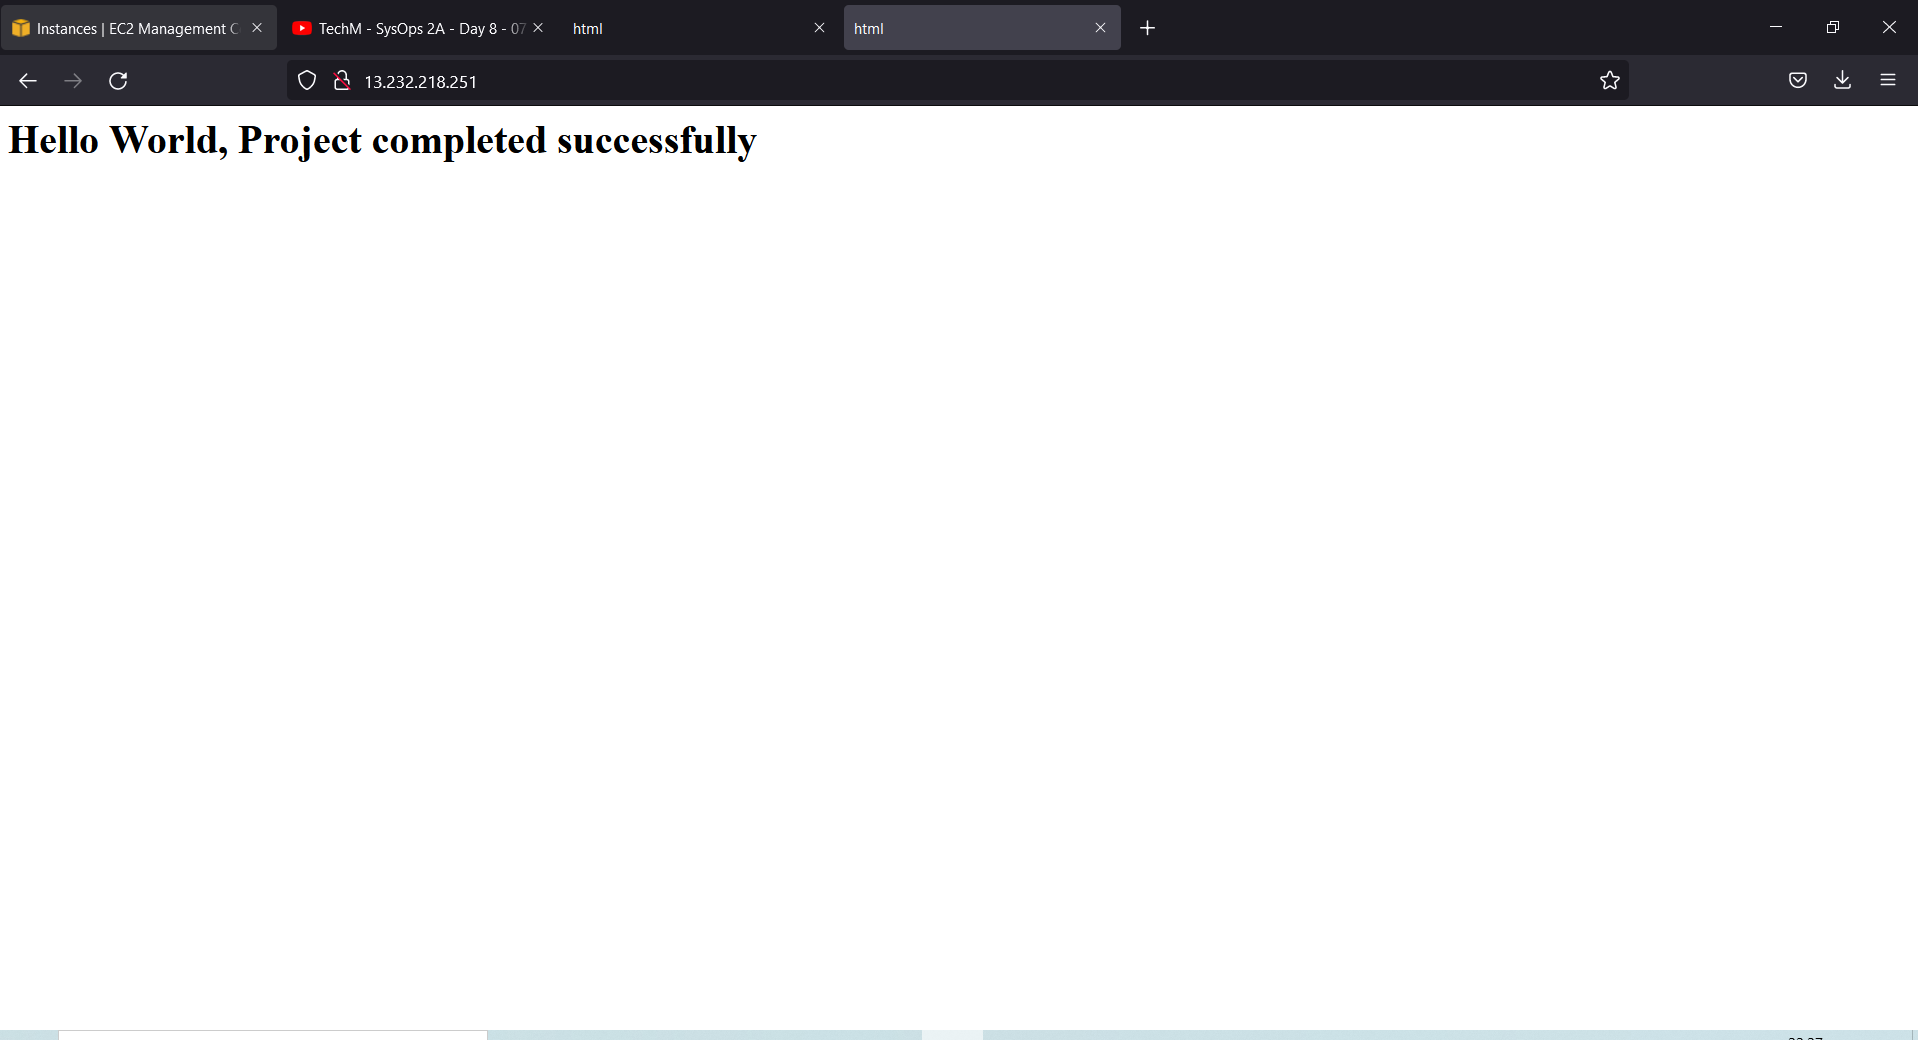 Instances | EC2 Management C
TechM - SysOps 2A - Day 8 - 07
html
html
13.232.218.251
Hello World, Project completed successfully